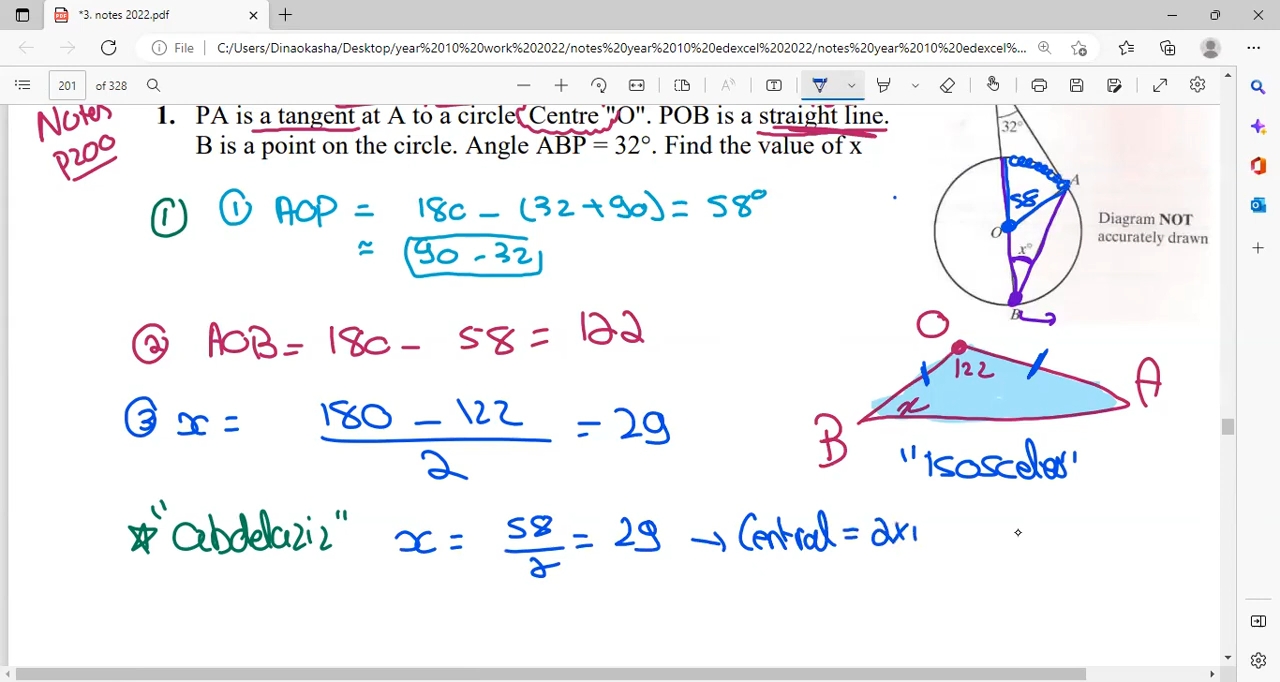 *3. notes 2022.pdf
File
C:/Users/Dinaokasha/Desktop/year%2010%20work%202022/notes%20year%2010%20edexcel%202022/notes%20year%2010%20edexcel...
201 of 328
Notes
P200
1. PA is a tangent at A to a circle Centre "O". POB is a straight line.
B is a point on the circle. Angle ABP = 32°. Find the value of x
32°
A
58
O
x°
B
Diagram NOT
accurately drawn
① ① AOP = 180 - (32+90) = 58°
≈ 90 - 32
② AOB = 180 - 58 = 122
③ x = 180 - 122 / 2 = 29
O
122
x
A
B
"isosceles"
"abdelaziz" x = 58 / 2 = 29 → Central = 2x1